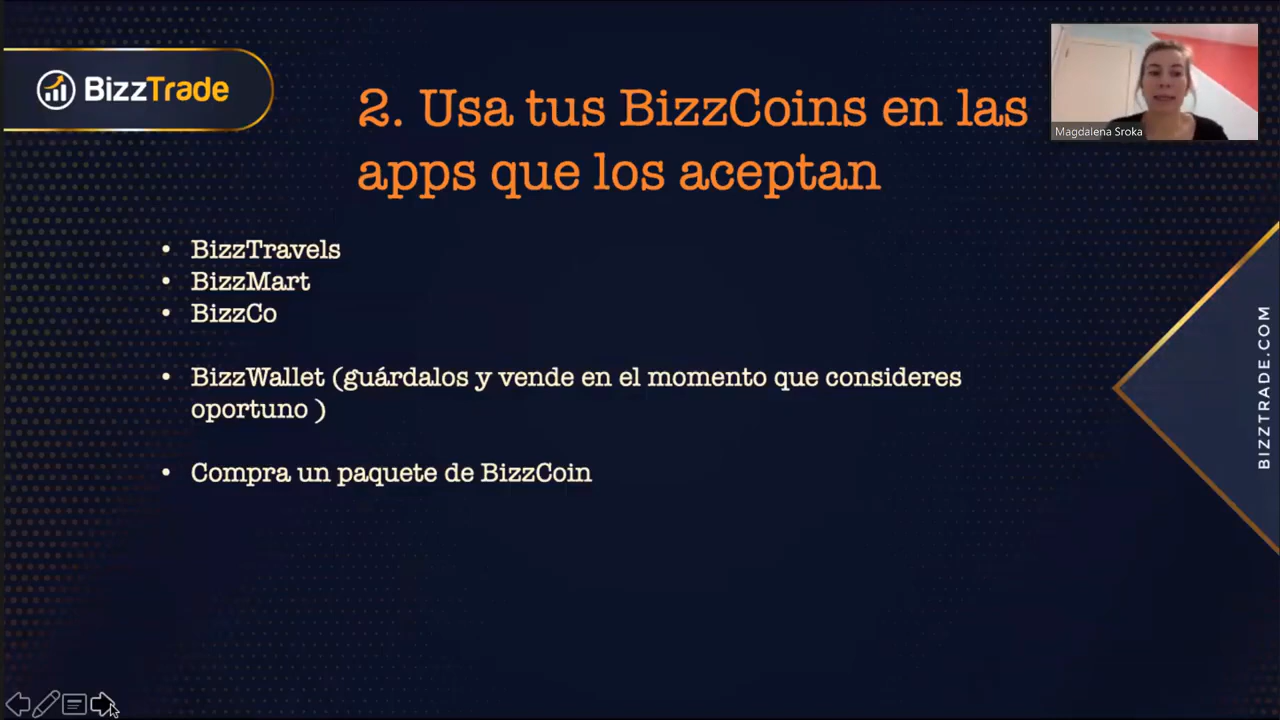 BizzTrade
2. Usa tus BizzCoins en las
apps que los aceptan
Magdalena Sroka
• BizzTravels
• BizzMart
• BizzCo
• BizzWallet (guárdalos y vende en el momento que consideres
oportuno )
• Compra un paquete de BizzCoin
BIZZTRADE.COM